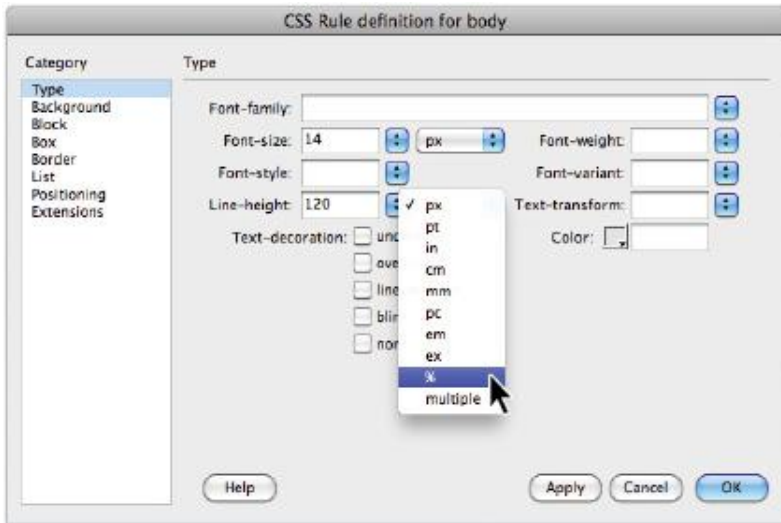 CSS Rule definition for body
Category
Type
Background
Block
Box
Border
List
Positioning
Extensions
Type
Font-family:
Font-size: 14 px Font-weight:
Font-style: Font-variant:
Line-height: 120 ✓ px Text-transform:
Text-decoration: Color:
pt
in
cm
mm
pc
em
ex
%
multiple
Help Apply Cancel OK